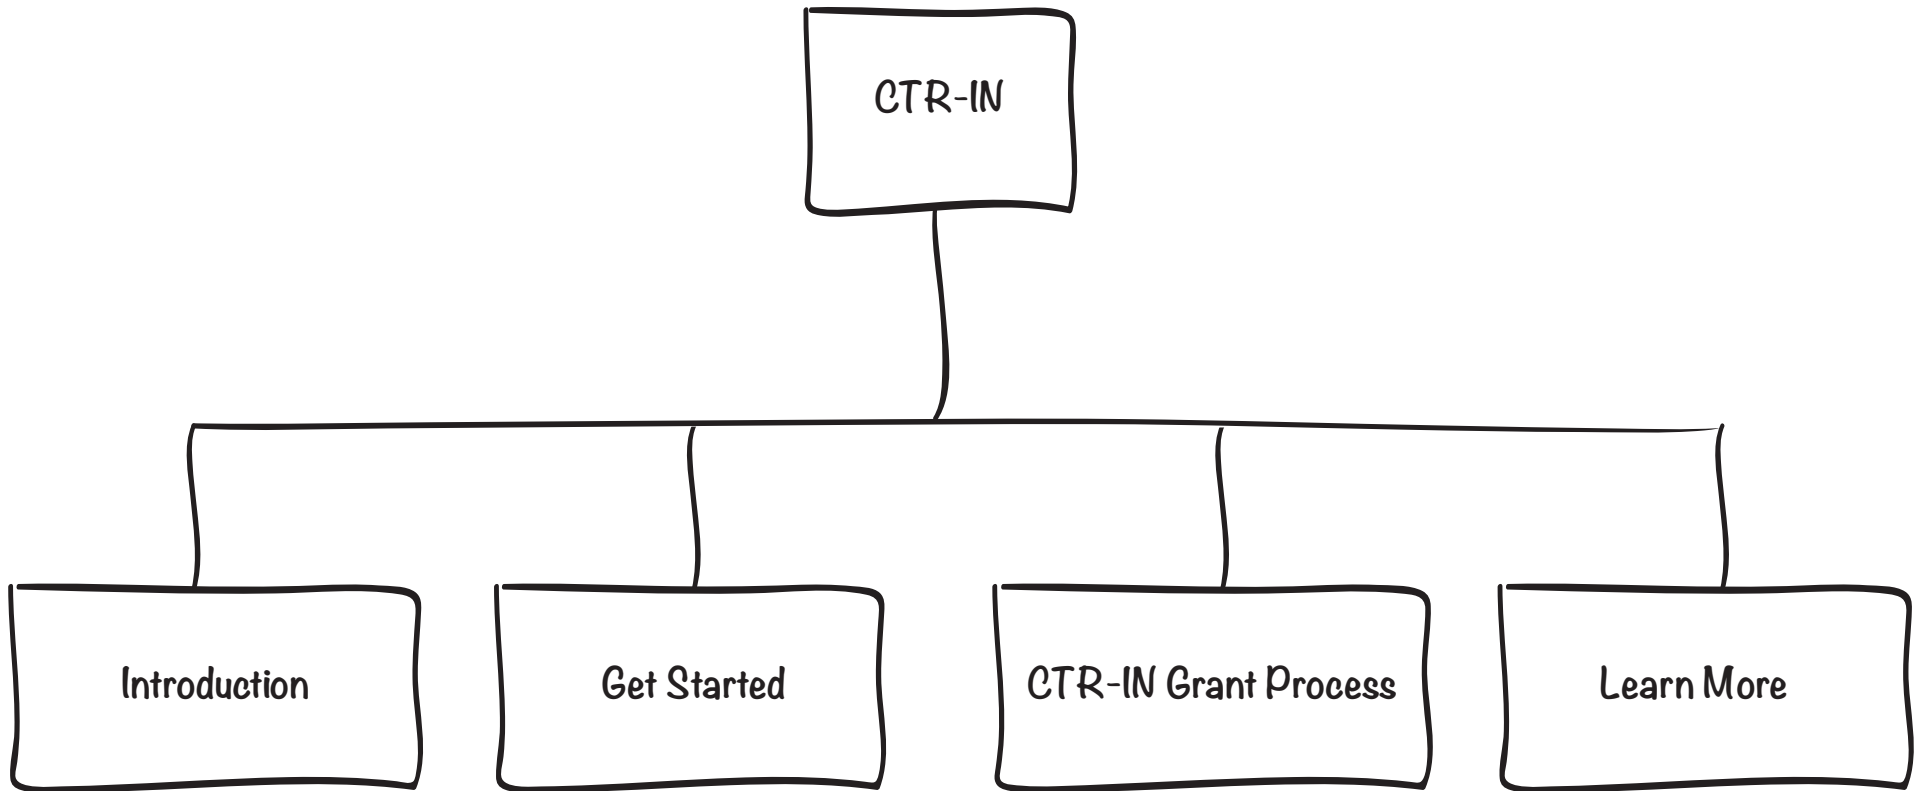 CTR-IN
Introduction
Get Started
CTR-IN Grant Process
Learn More